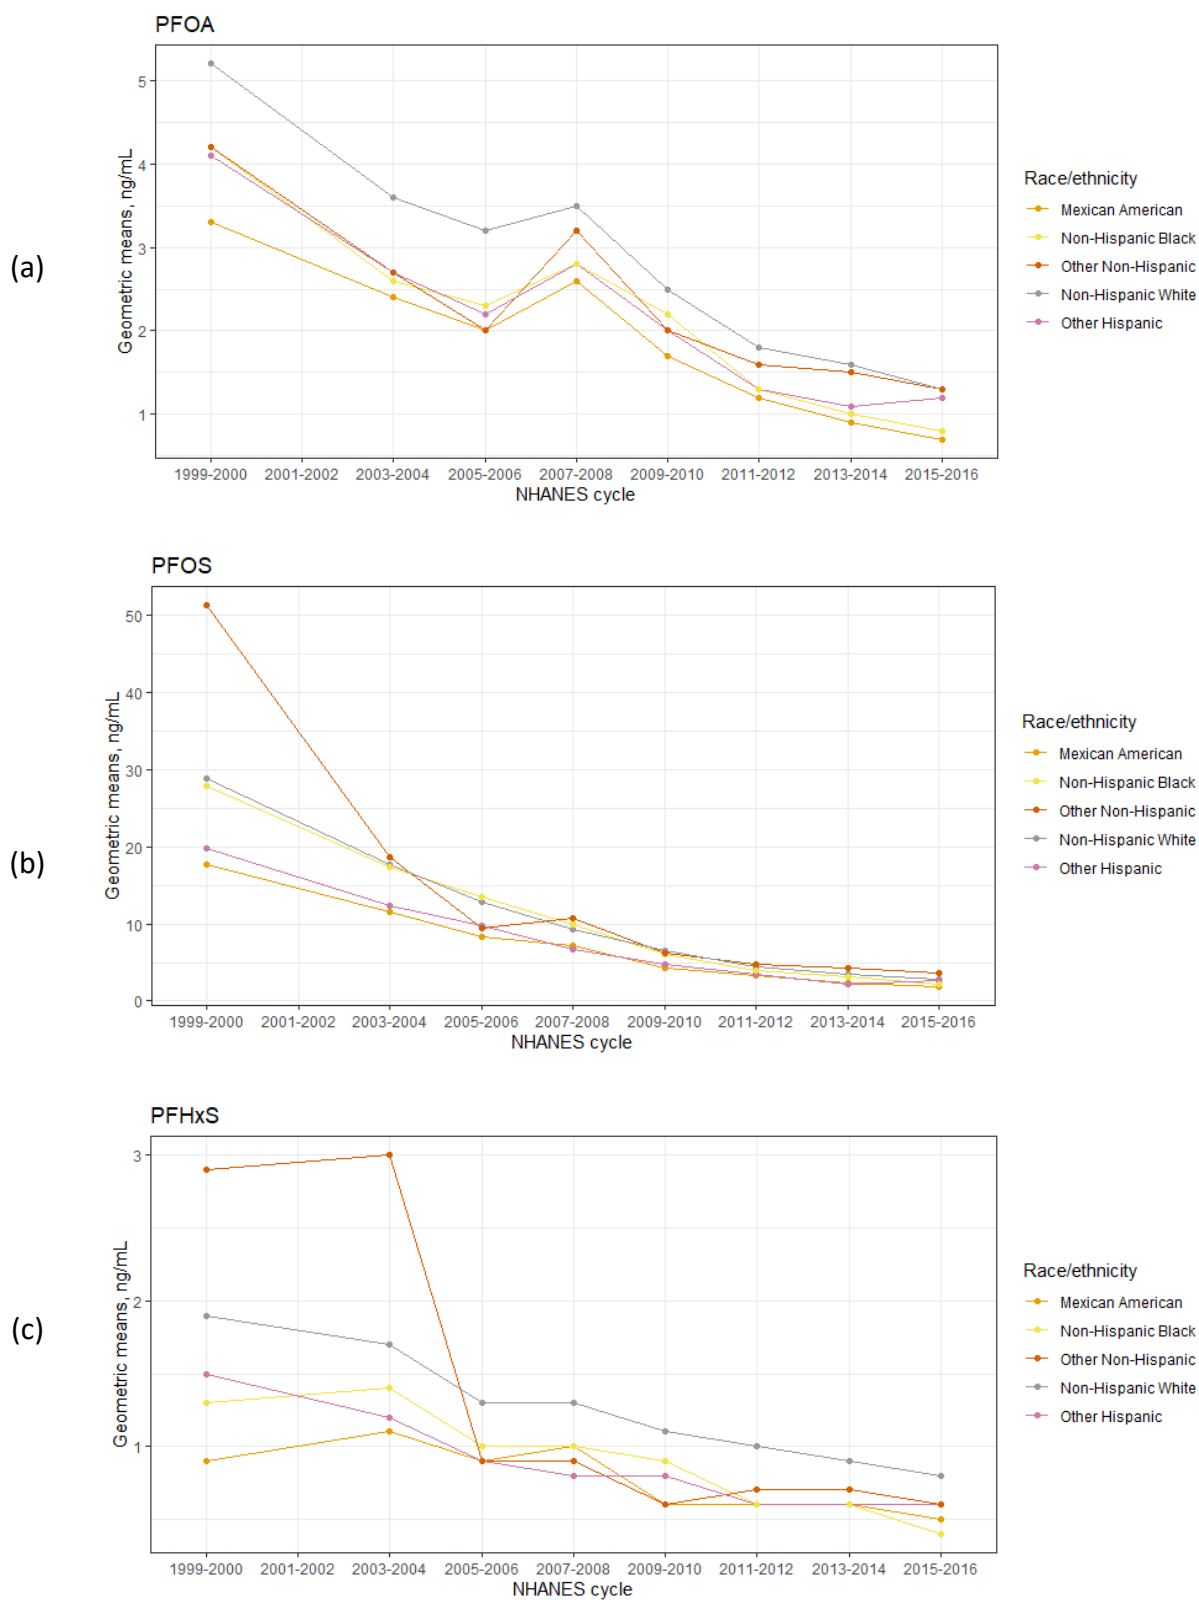 PFOA
(a)
Geometric means, ng/mL
5
4
3
2
1
1999-2000 2001-2002 2003-2004 2005-2006 2007-2008 2009-2010 2011-2012 2013-2014 2015-2016
NHANES cycle
Race/ethnicity
Mexican American
Non-Hispanic Black
Other Non-Hispanic
Non-Hispanic White
Other Hispanic
PFOS
(b)
Geometric means, ng/mL
50
40
30
20
10
0
1999-2000 2001-2002 2003-2004 2005-2006 2007-2008 2009-2010 2011-2012 2013-2014 2015-2016
NHANES cycle
Race/ethnicity
Mexican American
Non-Hispanic Black
Other Non-Hispanic
Non-Hispanic White
Other Hispanic
PFHxS
(c)
Geometric means, ng/mL
3
2
1
1999-2000 2001-2002 2003-2004 2005-2006 2007-2008 2009-2010 2011-2012 2013-2014 2015-2016
NHANES cycle
Race/ethnicity
Mexican American
Non-Hispanic Black
Other Non-Hispanic
Non-Hispanic White
Other Hispanic